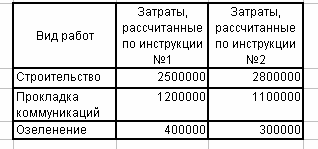 Вид работ
Затраты,
рассчитанные
по инструкции
№1
Затраты,
рассчитанные
по инструкции
№2
Строительство 2500000 2800000
Прокладка
коммуникаций 1200000 1100000
Озеленение 400000 300000